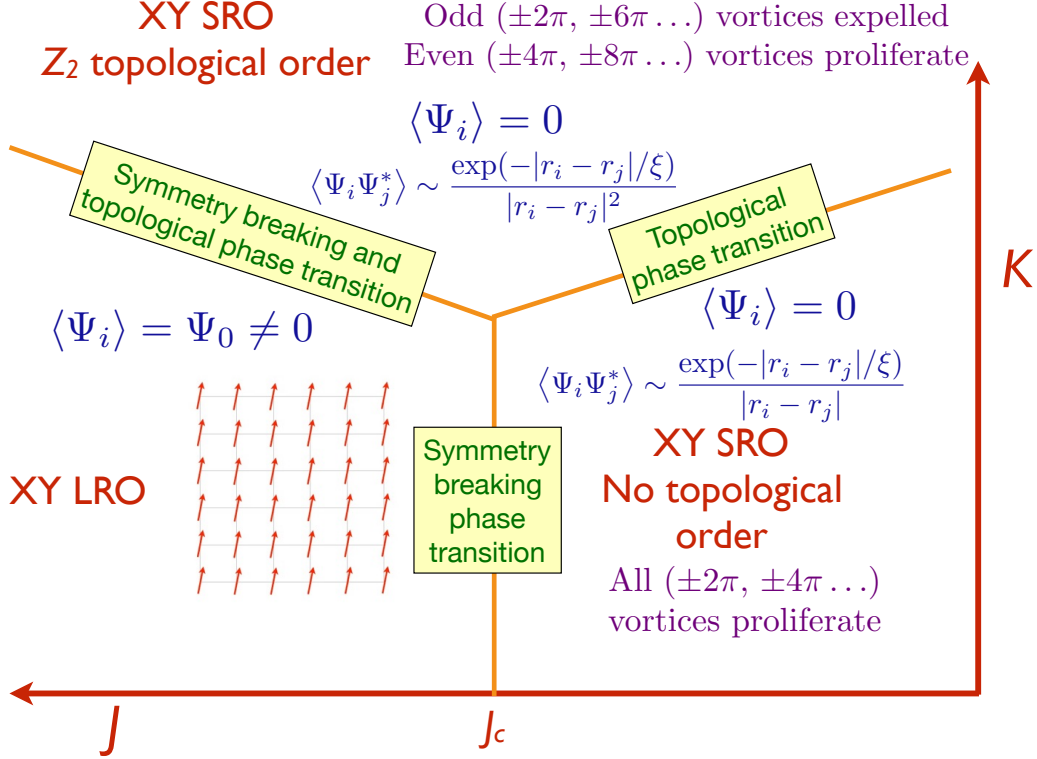 XY SRO
Z₂ topological order
Odd (±2π, ±6π …) vortices expelled
Even (±4π, ±8π …) vortices proliferate
⟨Ψᵢ⟩ = 0
⟨ΨᵢΨⱼ*⟩ ∼ exp(−|rᵢ − rⱼ|/ξ) / |rᵢ − rⱼ|²
Symmetry breaking and
topological phase transition
Topological
phase transition
K
⟨Ψᵢ⟩ = Ψ₀ ≠ 0
⟨Ψᵢ⟩ = 0
⟨ΨᵢΨⱼ*⟩ ∼ exp(−|rᵢ − rⱼ|/ξ) / |rᵢ − rⱼ|
XY LRO
Symmetry
breaking
phase
transition
XY SRO
No topological
order
All (±2π, ±4π …)
vortices proliferate
J
J_c